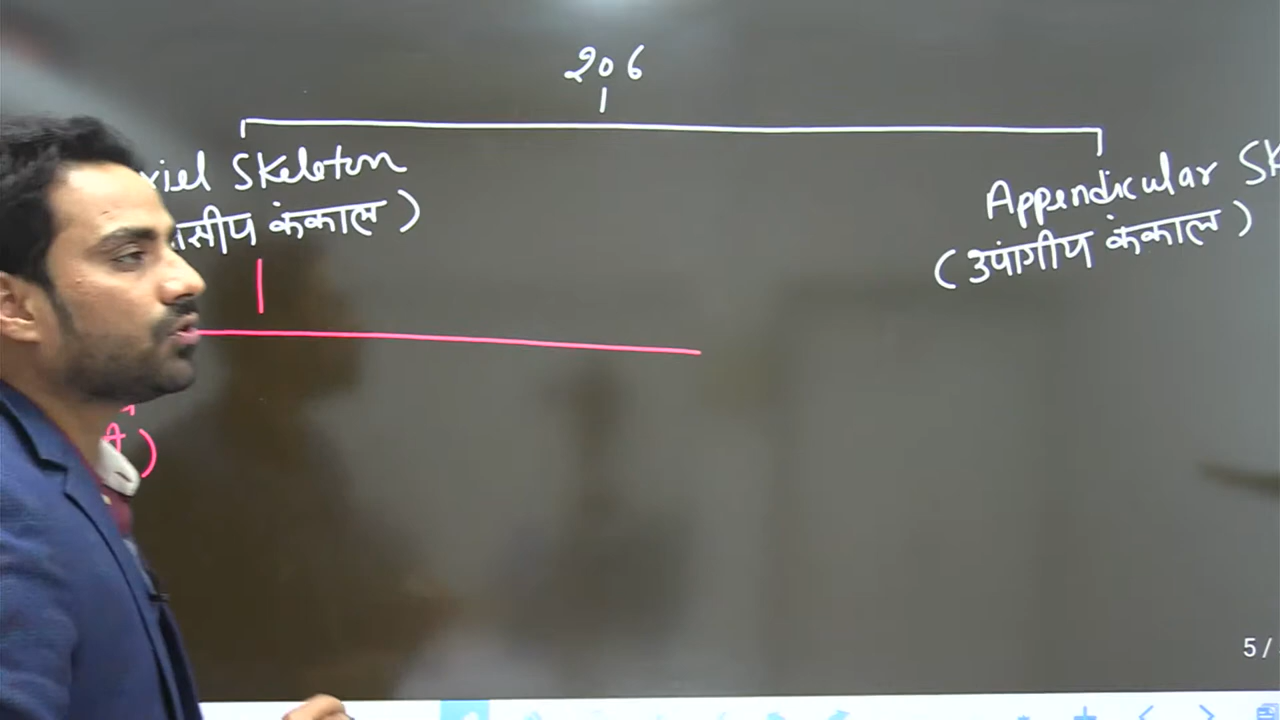 206
Skeleton
Appendicular
कंकाल )
( उपांगीय कंकाल )
5 /